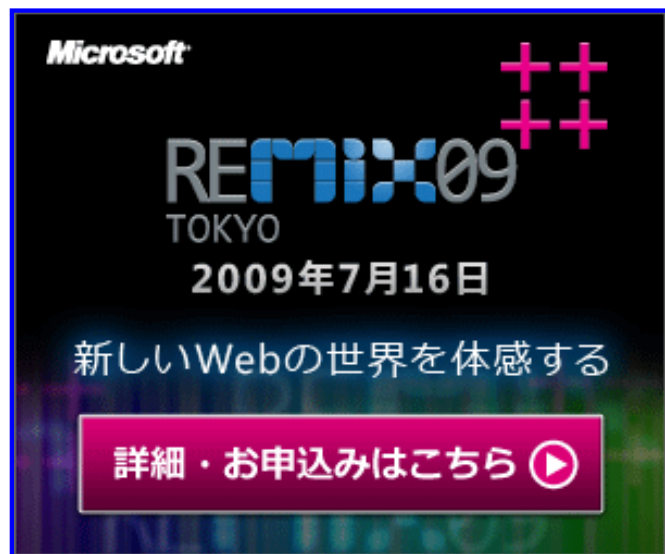 Microsoft
REMIX09
TOKYO
2009年7月16日
新しいWebの世界を体感する
詳細・お申込みはこちら